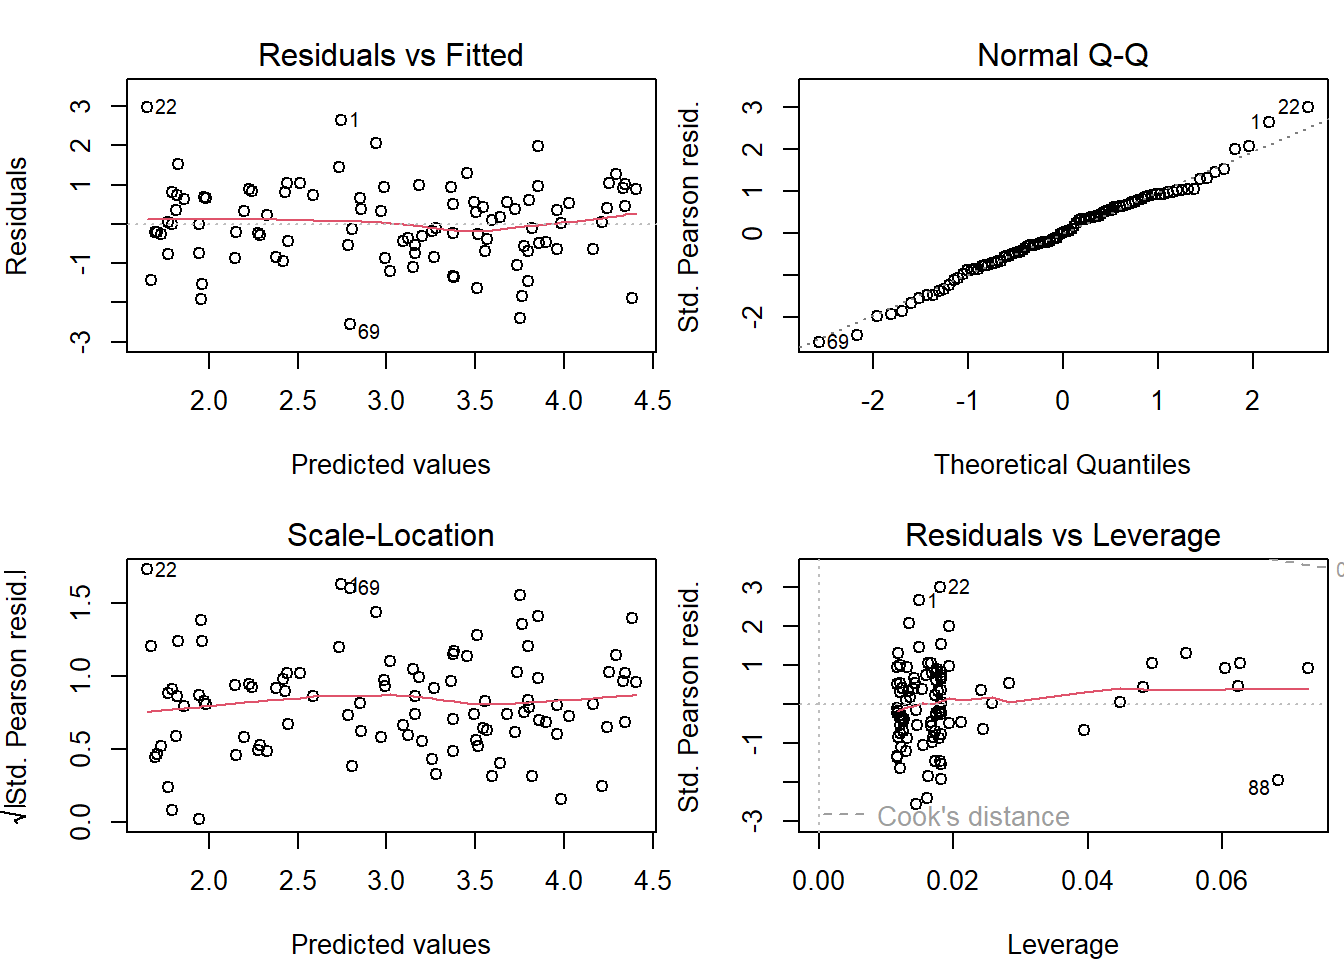 Residuals vs Fitted
Residuals
3
2
1
-1
-3
22
1
69
2.0 2.5 3.0 3.5 4.0 4.5
Predicted values
Normal Q-Q
Std. Pearson resid.
3
2
1
0
-2
22
1
69
-2 -1 0 1 2
Theoretical Quantiles
Scale-Location
√|Std. Pearson resid.|
1.5
1.0
0.5
0.0
22
1
69
2.0 2.5 3.0 3.5 4.0 4.5
Predicted values
Residuals vs Leverage
Std. Pearson resid.
3
2
1
-1
-3
22
1
88
Cook's distance
0.00 0.02 0.04 0.06
Leverage